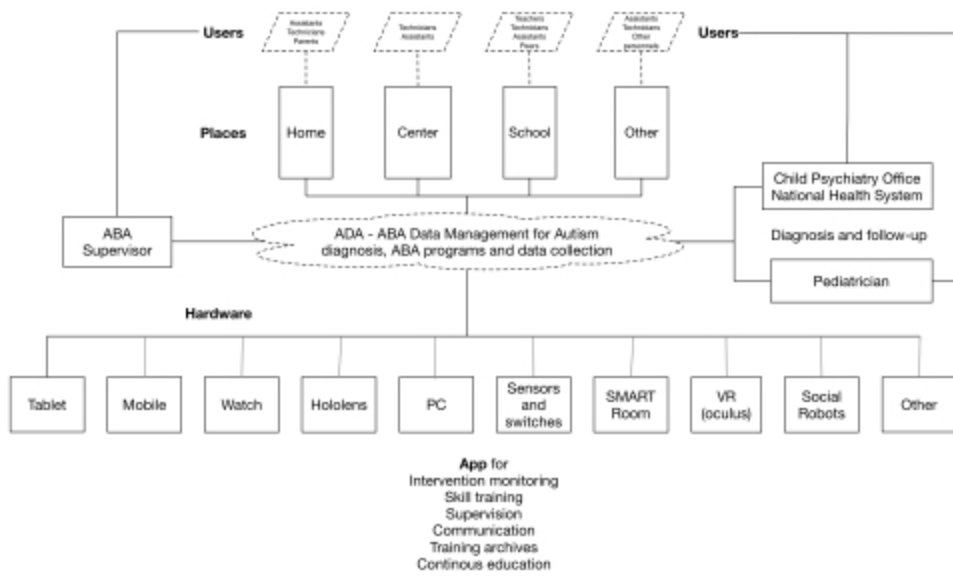 Users
Assistants
Technicians
Parents
Technicians
Assistants
Teachers
Technicians
Assistants
Peers
Assistants
Technicians
Other
personnels
Users
Places
Home
Center
School
Other
Child Psychiatry Office
National Health System
ABA
Supervisor
ADA - ABA Data Management for Autism
diagnosis, ABA programs and data collection
Diagnosis and follow-up
Pediatrician
Hardware
Tablet
Mobile
Watch
Hololens
PC
Sensors
and
switches
SMART
Room
VR
(oculus)
Social
Robots
Other
App for
Intervention monitoring
Skill training
Supervision
Communication
Training archives
Continous education